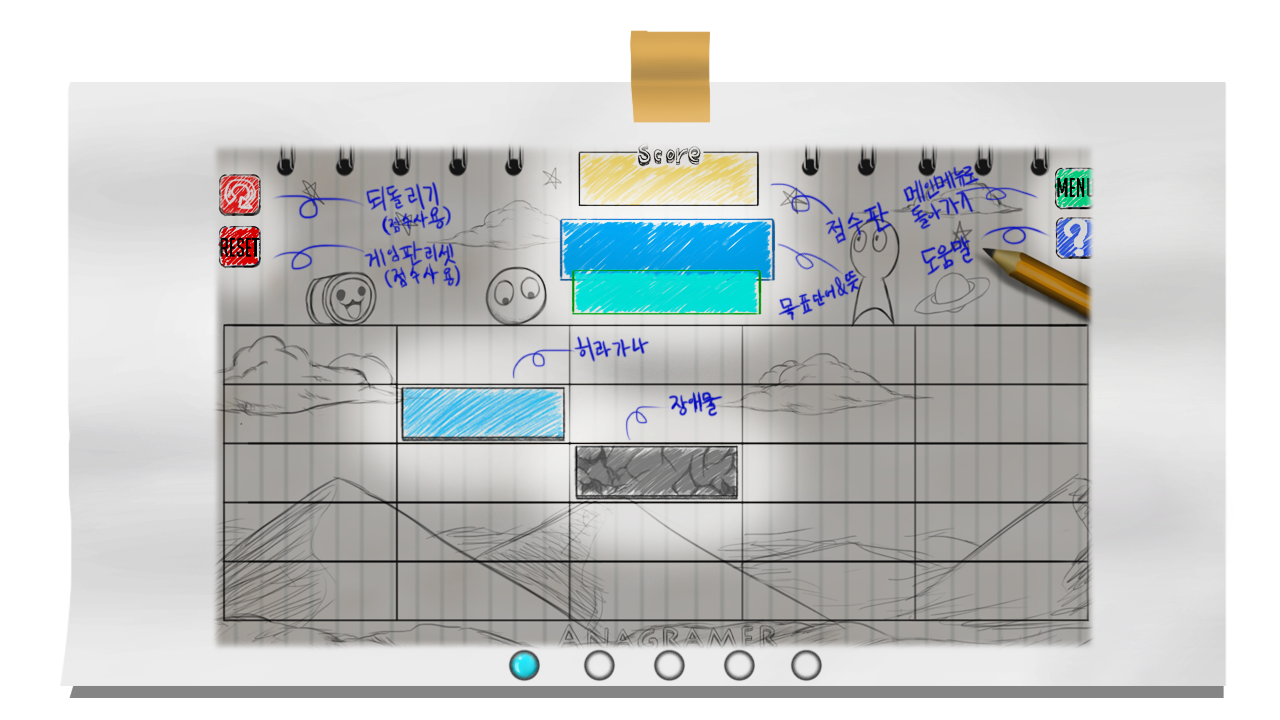 Score
되돌리기
(점수사용)
RESET
게임판리셋
(점수사용)
점수판
메인메뉴로
돌아가기
MENU
?
도움말
목표단어&뜻
히라가나
장애물
ANAGRAMER